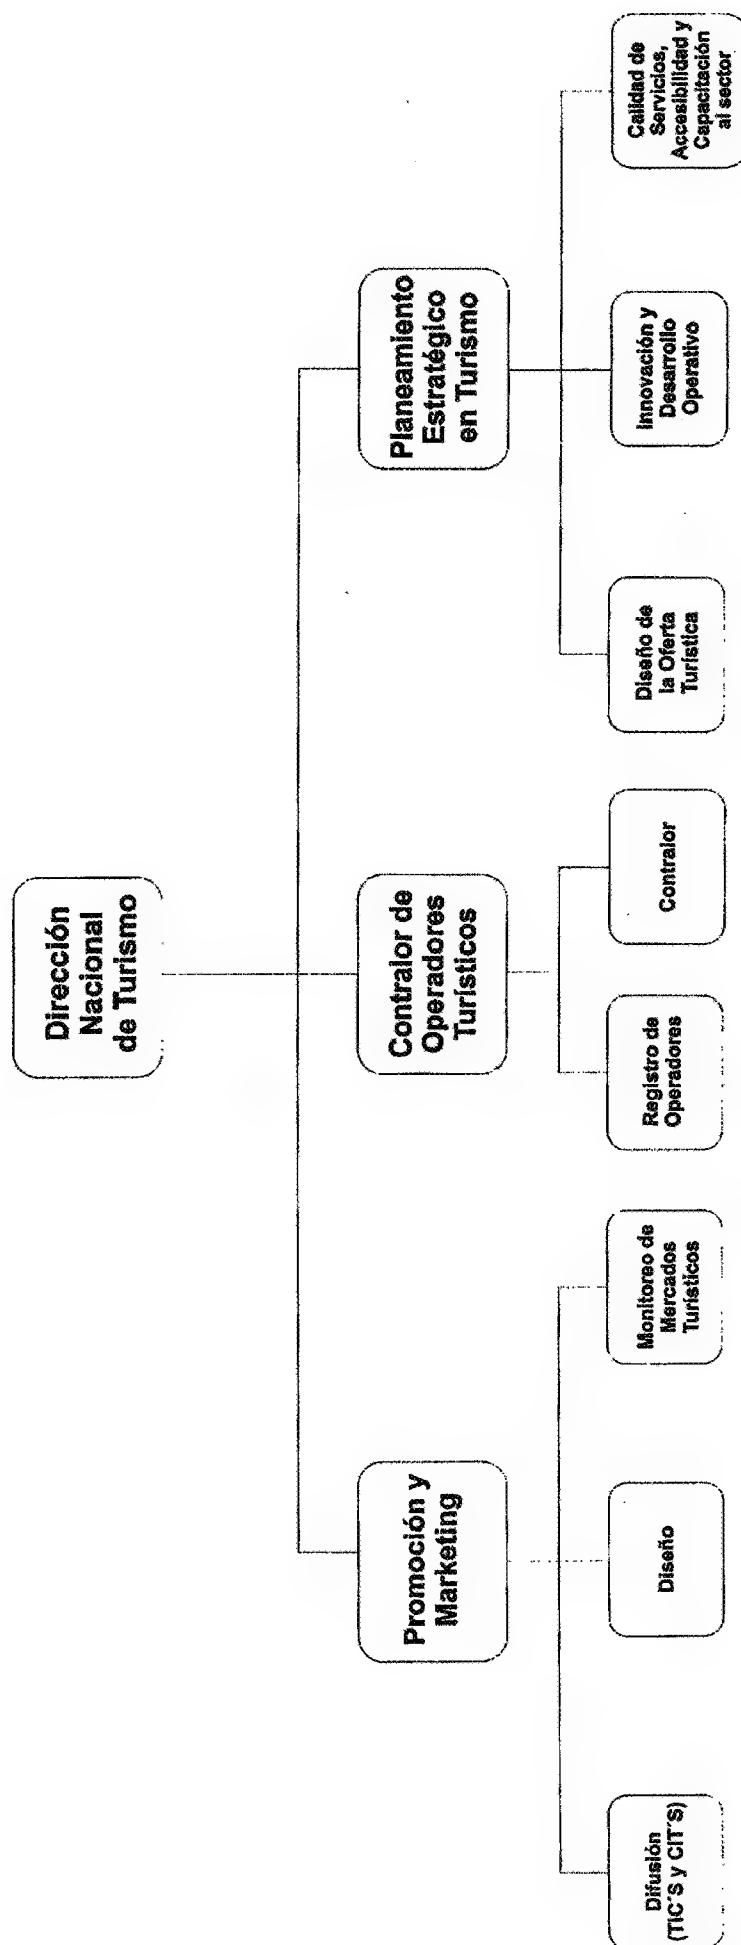 Dirección
Nacional
de Turismo
Promoción y
Marketing
Contralor de
Operadores
Turísticos
Planeamiento
Estratégico
en Turismo
Difusión
(TIC´S y CIT´S)
Diseño
Monitoreo de
Mercados
Turísticos
Registro de
Operadores
Contralor
Diseño de
la Oferta
Turística
Innovación y
Desarrollo
Operativo
Calidad de
Servicios,
Accesibilidad y
Capacitación
al sector